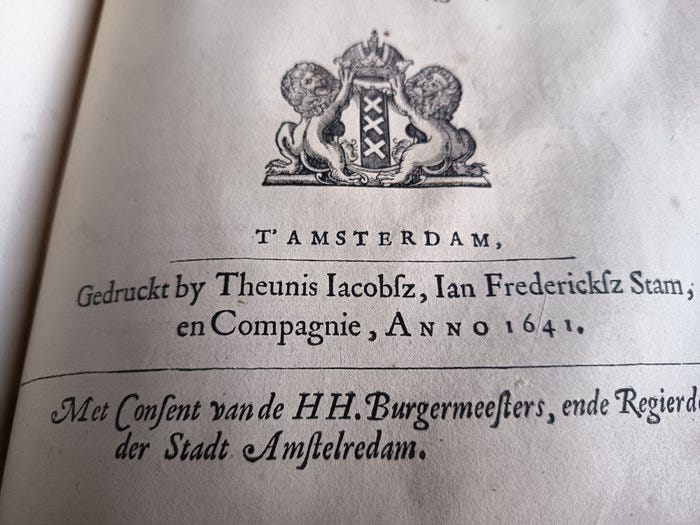 T' AMSTERDAM,
Gedruckt by Theunis Iacobſz, Ian Frederickſz Stam,
en Compagnie, ANNO 1641.
Met Conſent van de HH. Burgermeeſters, ende
der Stadt Amſtelredam.